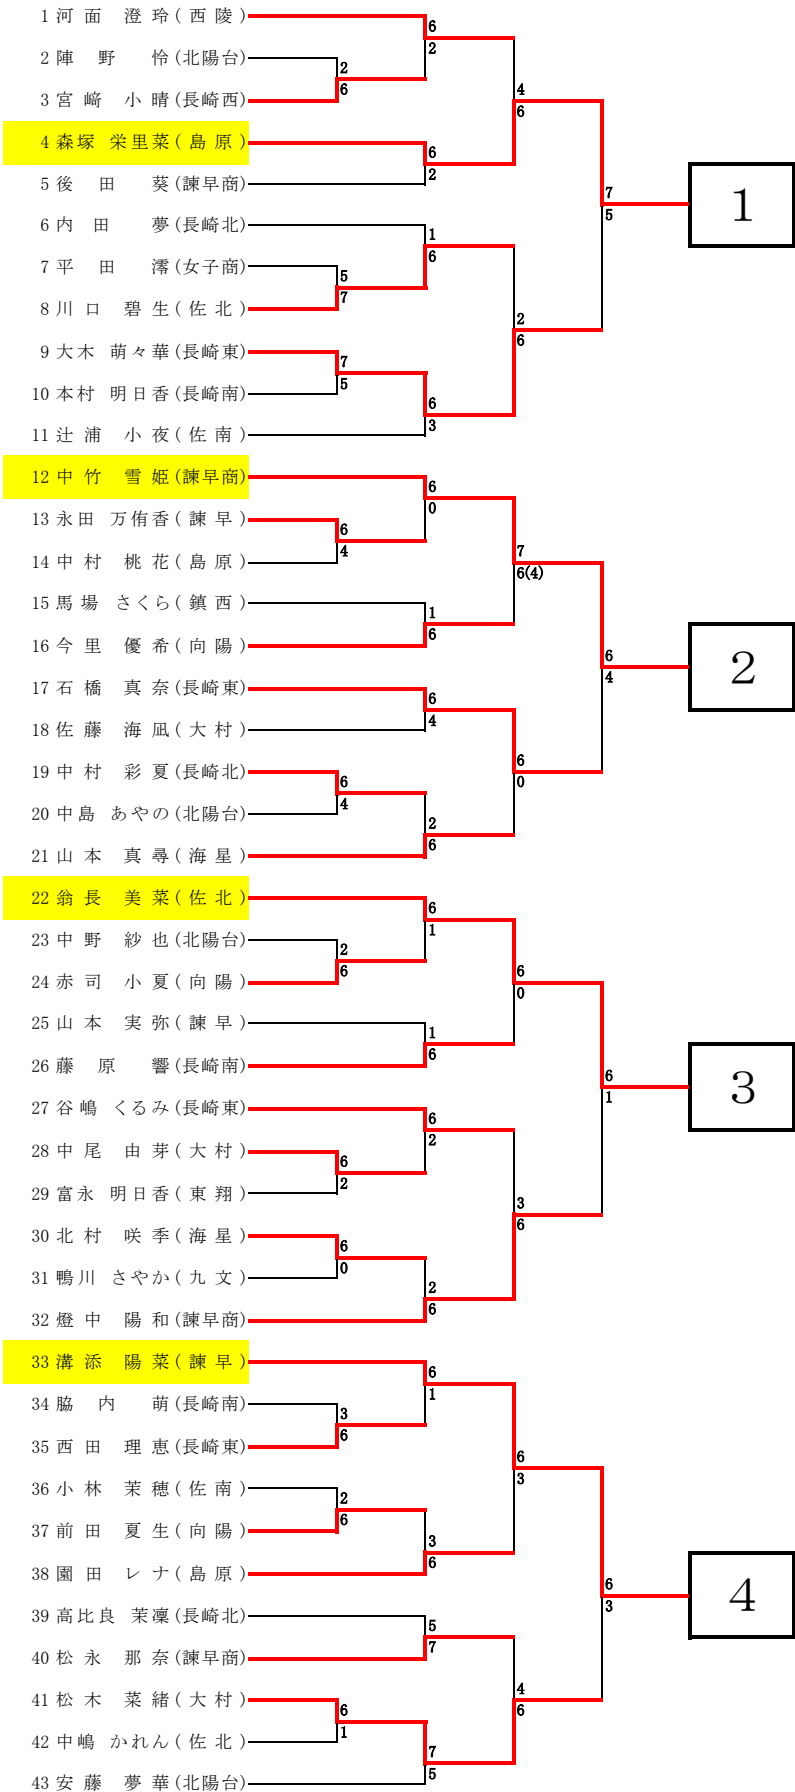 1 河面 澄玲(西陵)
6
2 陣野 怜(北陽台)
2
2
3 宮﨑 小晴(長崎西)
6
4
6
4 森塚 栄里菜(島原)
6
5 後田 葵(諫早商)
2
7
1
5
6 内田 夢(長崎北)
1
6
7 平田 澪(女子商)
5
8 川口 碧生(佐北)
7
2
6
9 大木 萌々華(長崎東)
7
10 本村 明日香(長崎南)
5
6
11 辻浦 小夜(佐南)
3
12 中竹 雪姫(諫早商)
6
0
13 永田 万侑香(諫早)
6
4
7
14 中村 桃花(島原)
6(4)
15 馬場 さくら(鎮西)
1
16 今里 優希(向陽)
6
6
2
4
17 石橋 真奈(長崎東)
6
18 佐藤 海凪(大村)
4
6
19 中村 彩夏(長崎北)
6
0
20 中島 あやの(北陽台)
4
2
21 山本 真尋(海星)
6
22 翁長 美菜(佐北)
6
1
23 中野 紗也(北陽台)
2
6
24 赤司 小夏(向陽)
6
0
25 山本 実弥(諫早)
1
26 藤原 響(長崎南)
6
6
3
1
27 谷嶋 くるみ(長崎東)
6
2
28 中尾 由芽(大村)
6
29 富永 明日香(東翔)
2
3
6
30 北村 咲季(海星)
6
31 鴨川 さやか(九文)
0
2
32 燈中 陽和(諫早商)
6
33 溝添 陽菜(諫早)
6
1
34 脇内 萌(長崎南)
3
35 西田 理恵(長崎東)
6
6
3
36 小林 茉穂(佐南)
2
37 前田 夏生(向陽)
6
3
38 園田 レナ(島原)
6
6
4
3
39 高比良 茉凜(長崎北)
5
40 松永 那奈(諫早商)
7
4
6
41 松木 菜緒(大村)
6
42 中嶋 かれん(佐北)
1
7
43 安藤 夢華(北陽台)
5